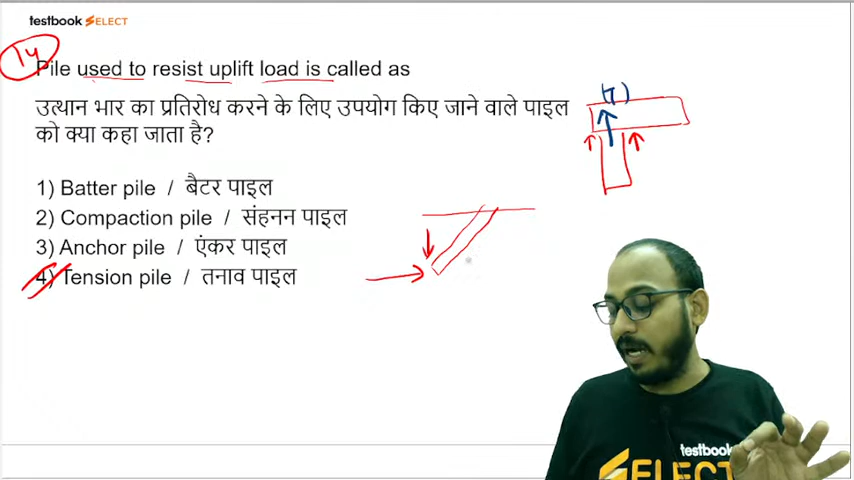 testbook SELECT
14
Pile used to resist uplift load is called as
(T)
उत्थान भार का प्रतिरोध करने के लिए उपयोग किए जाने वाले पाइल
को क्या कहा जाता है?
1) Batter pile / बैटर पाइल
2) Compaction pile / संहनन पाइल
3) Anchor pile / एंकर पाइल
4) Tension pile / तनाव पाइल
testbook
SELECT